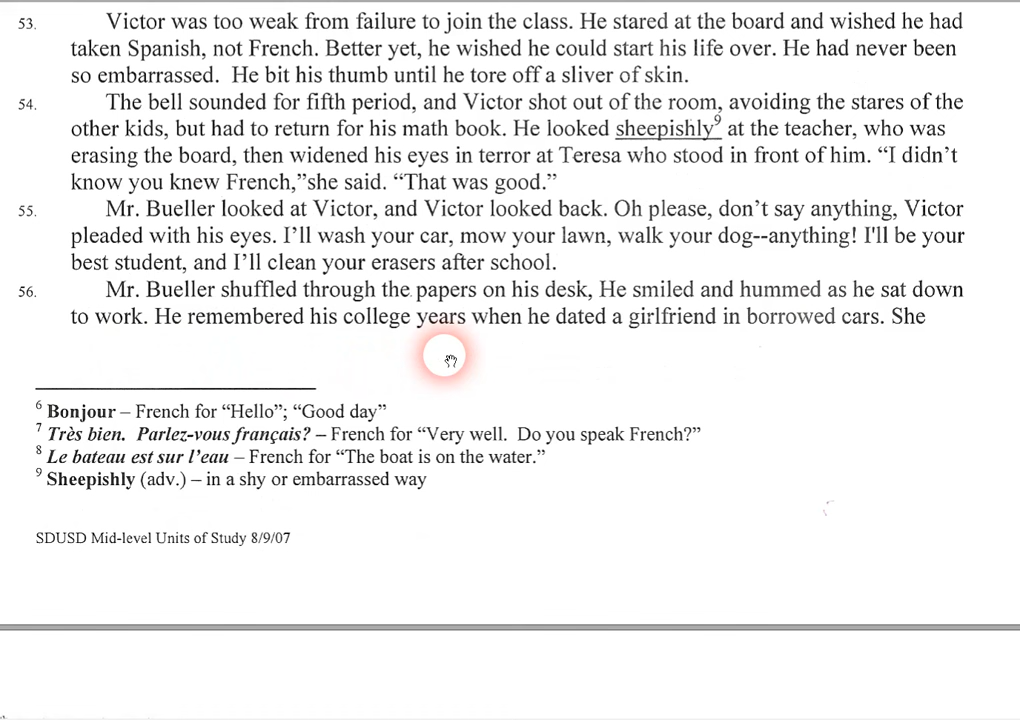 53. Victor was too weak from failure to join the class. He stared at the board and wished he had
taken Spanish, not French. Better yet, he wished he could start his life over. He had never been
so embarrassed. He bit his thumb until he tore off a sliver of skin.
54. The bell sounded for fifth period, and Victor shot out of the room, avoiding the stares of the
other kids, but had to return for his math book. He looked sheepishly⁹ at the teacher, who was
erasing the board, then widened his eyes in terror at Teresa who stood in front of him. “I didn’t
know you knew French,”she said. “That was good.”
55. Mr. Bueller looked at Victor, and Victor looked back. Oh please, don’t say anything, Victor
pleaded with his eyes. I’ll wash your car, mow your lawn, walk your dog--anything! I'll be your
best student, and I’ll clean your erasers after school.
56. Mr. Bueller shuffled through the papers on his desk, He smiled and hummed as he sat down
to work. He remembered his college years when he dated a girlfriend in borrowed cars. She
⁶ Bonjour – French for “Hello”; “Good day”
⁷ Très bien. Parlez-vous français? – French for “Very well. Do you speak French?”
⁸ Le bateau est sur l’eau – French for “The boat is on the water.”
⁹ Sheepishly (adv.) – in a shy or embarrassed way
SDUSD Mid-level Units of Study 8/9/07